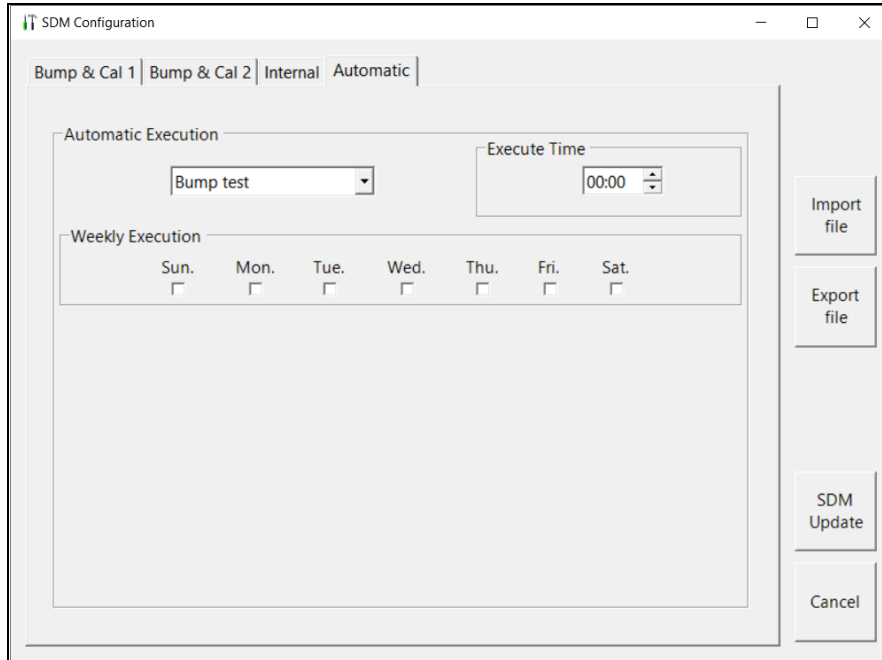 SDM Configuration
Bump & Cal 1 Bump & Cal 2 Internal Automatic
Automatic Execution
Execute Time
Bump test
00:00
Weekly Execution
Sun. Mon. Tue. Wed. Thu. Fri. Sat.
Import
file
Export
file
SDM
Update
Cancel